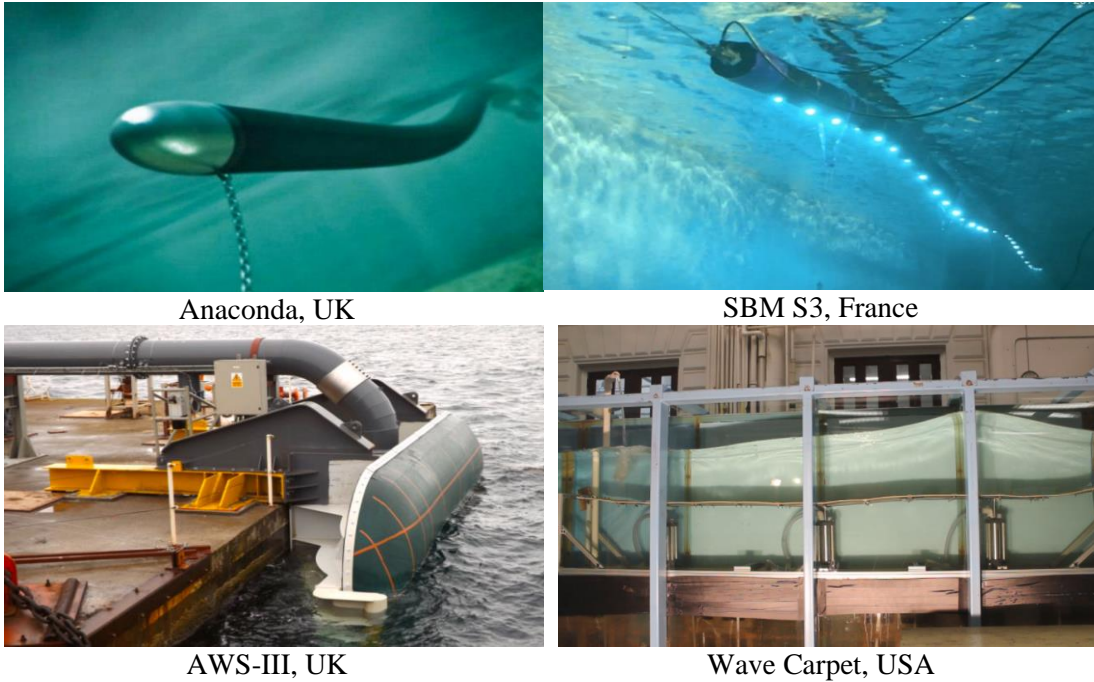 Anaconda, UK
SBM S3, France
AWS-III, UK
Wave Carpet, USA